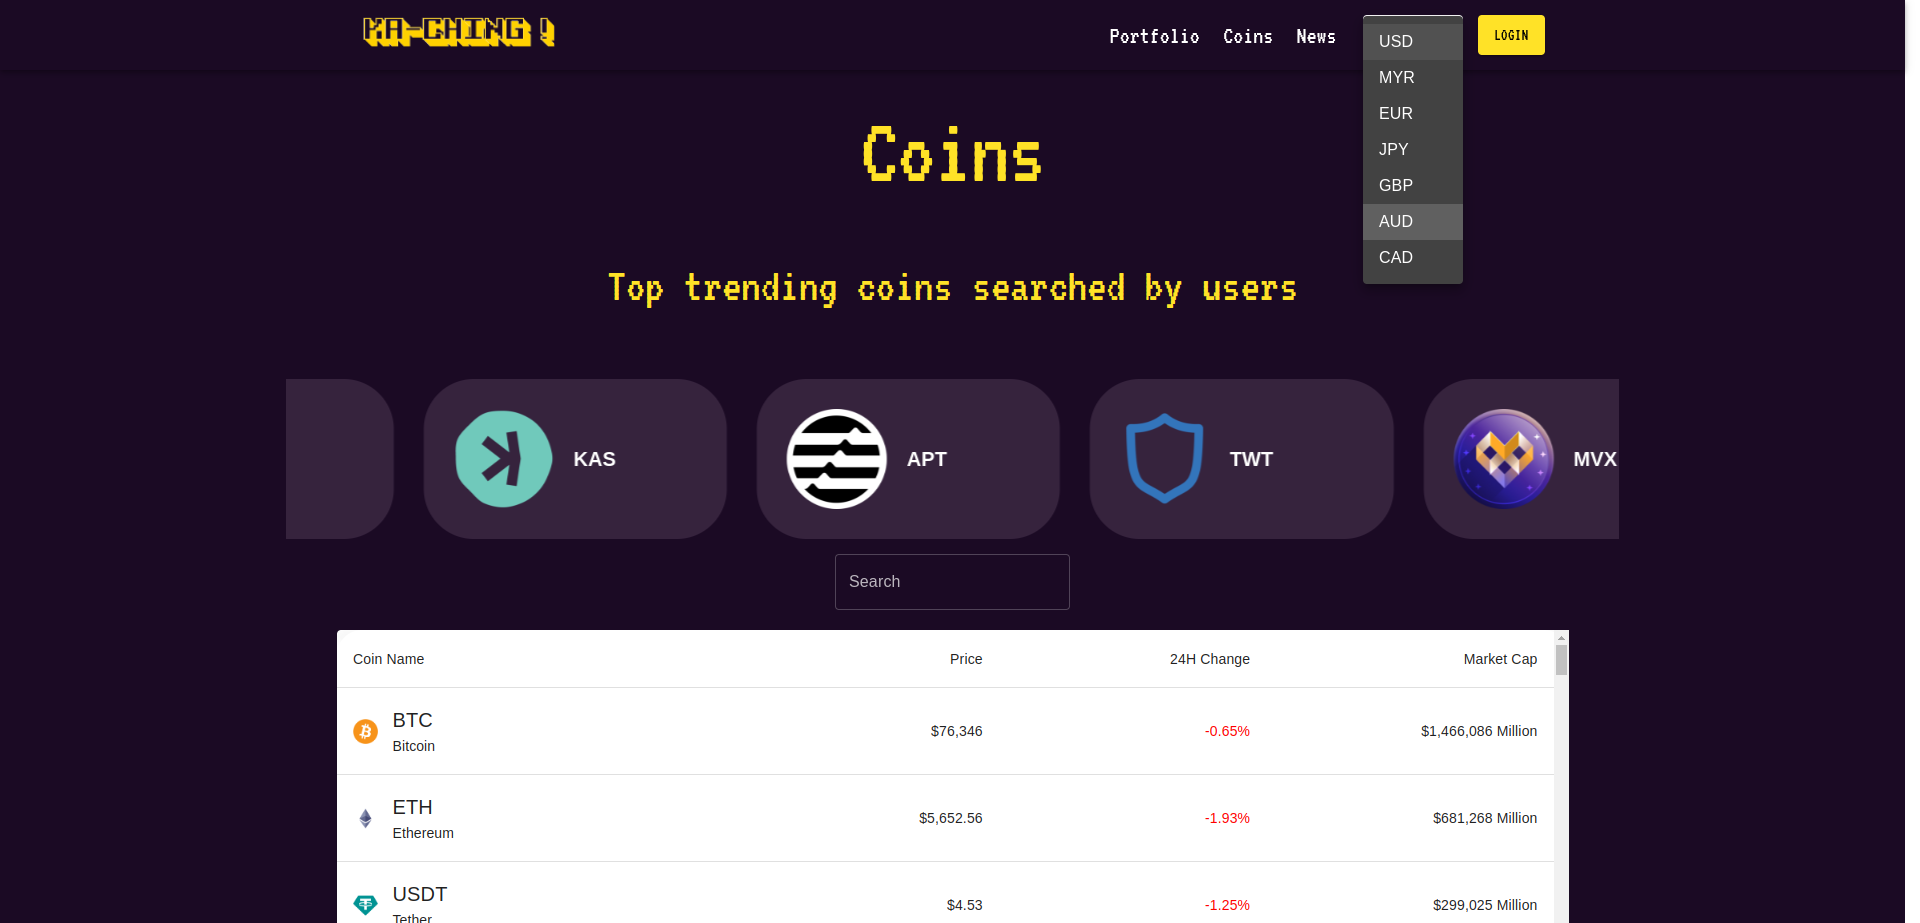 KA-CHING !
Portfolio Coins News
USD
MYR
EUR
JPY
GBP
AUD
CAD
LOGIN
Coins
Top trending coins searched by users
KAS
APT
TWT
MVX
Search
Coin Name Price 24H Change Market Cap
BTC
Bitcoin
$76,346 -0.65% $1,466,086 Million
ETH
Ethereum
$5,652.56 -1.93% $681,268 Million
USDT
Tether
$4.53 -1.25% $299,025 Million